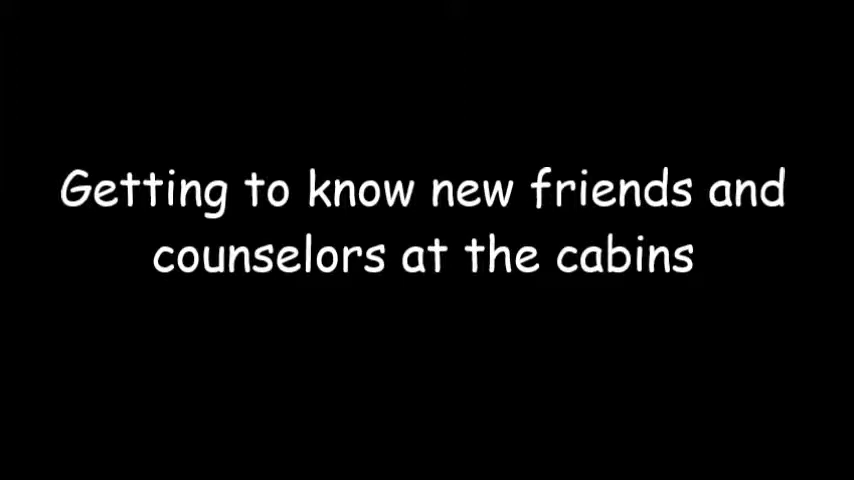 Getting to know new friends and
counselors at the cabins